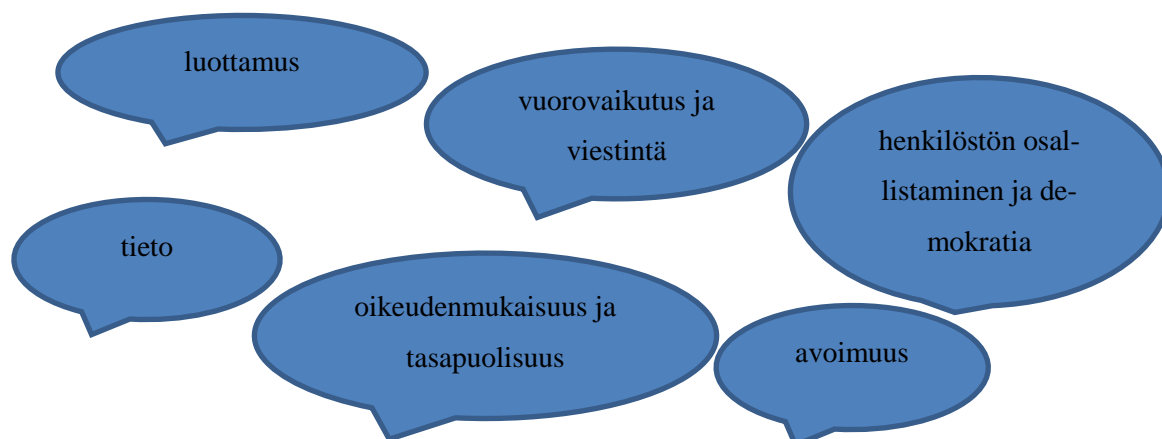 luottamus
vuorovaikutus ja
viestintä
henkilöstön osal-
listaminen ja de-
mokratia
tieto
oikeudenmukaisuus ja
tasapuolisuus
avoimuus